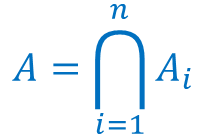 A = ⋂_{i=1}^{n} A_i